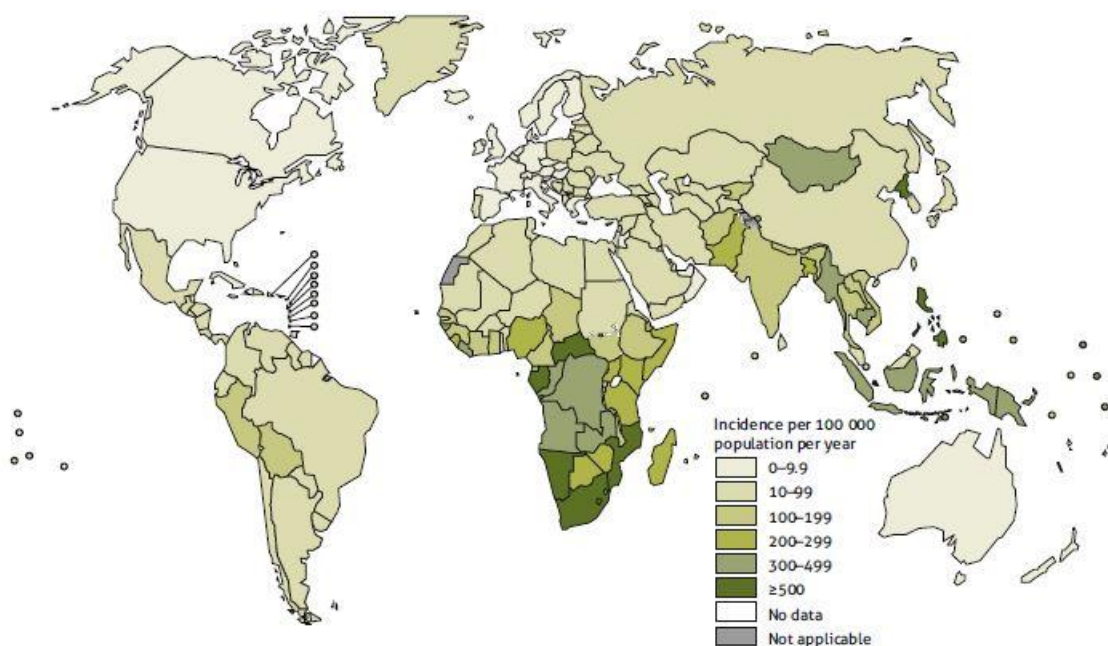 Incidence per 100 000
population per year
0–9.9
10–99
100–199
200–299
300–499
≥500
No data
Not applicable